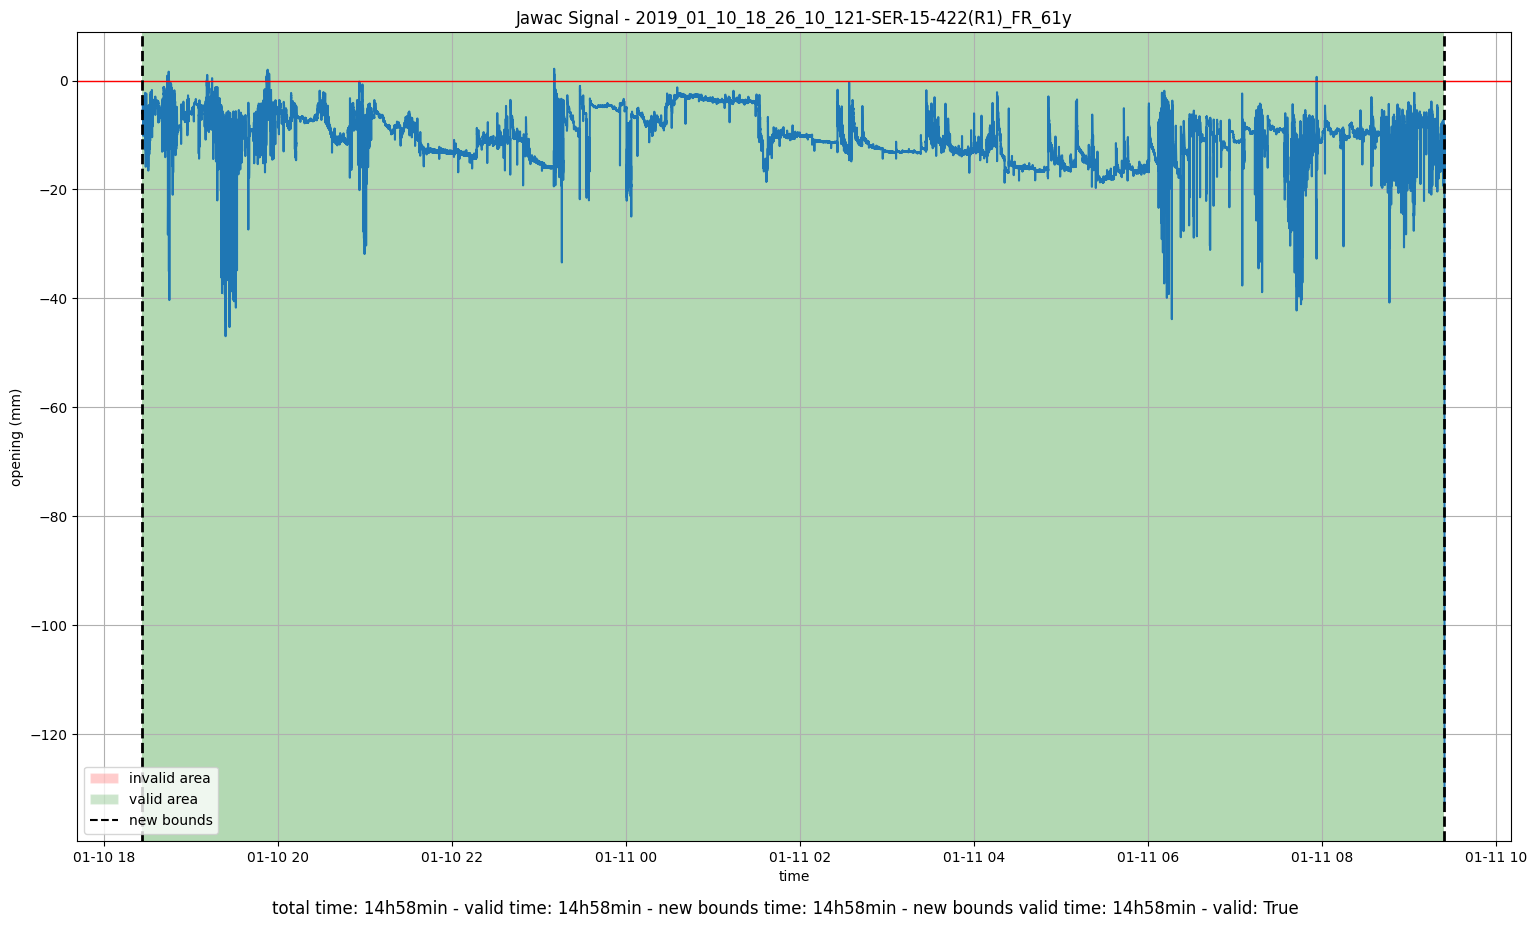 Jawac Signal - 2019_01_10_18_26_10_121-SER-15-422(R1)_FR_61y
opening (mm)
0
−20
−40
−60
−80
−100
−120
invalid area
valid area
new bounds
01-10 18
01-10 20
01-10 22
01-11 00
01-11 02
01-11 04
01-11 06
01-11 08
01-11 10
time
total time: 14h58min - valid time: 14h58min - new bounds time: 14h58min - new bounds valid time: 14h58min - valid: True